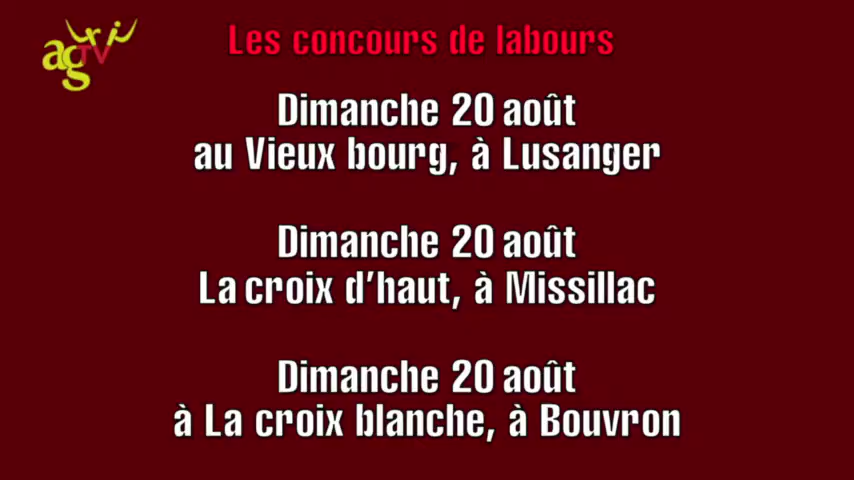 agri
TV
Les concours de labours
Dimanche 20 août
au Vieux bourg, à Lusanger
Dimanche 20 août
La croix d'haut, à Missillac
Dimanche 20 août
à La croix blanche, à Bouvron